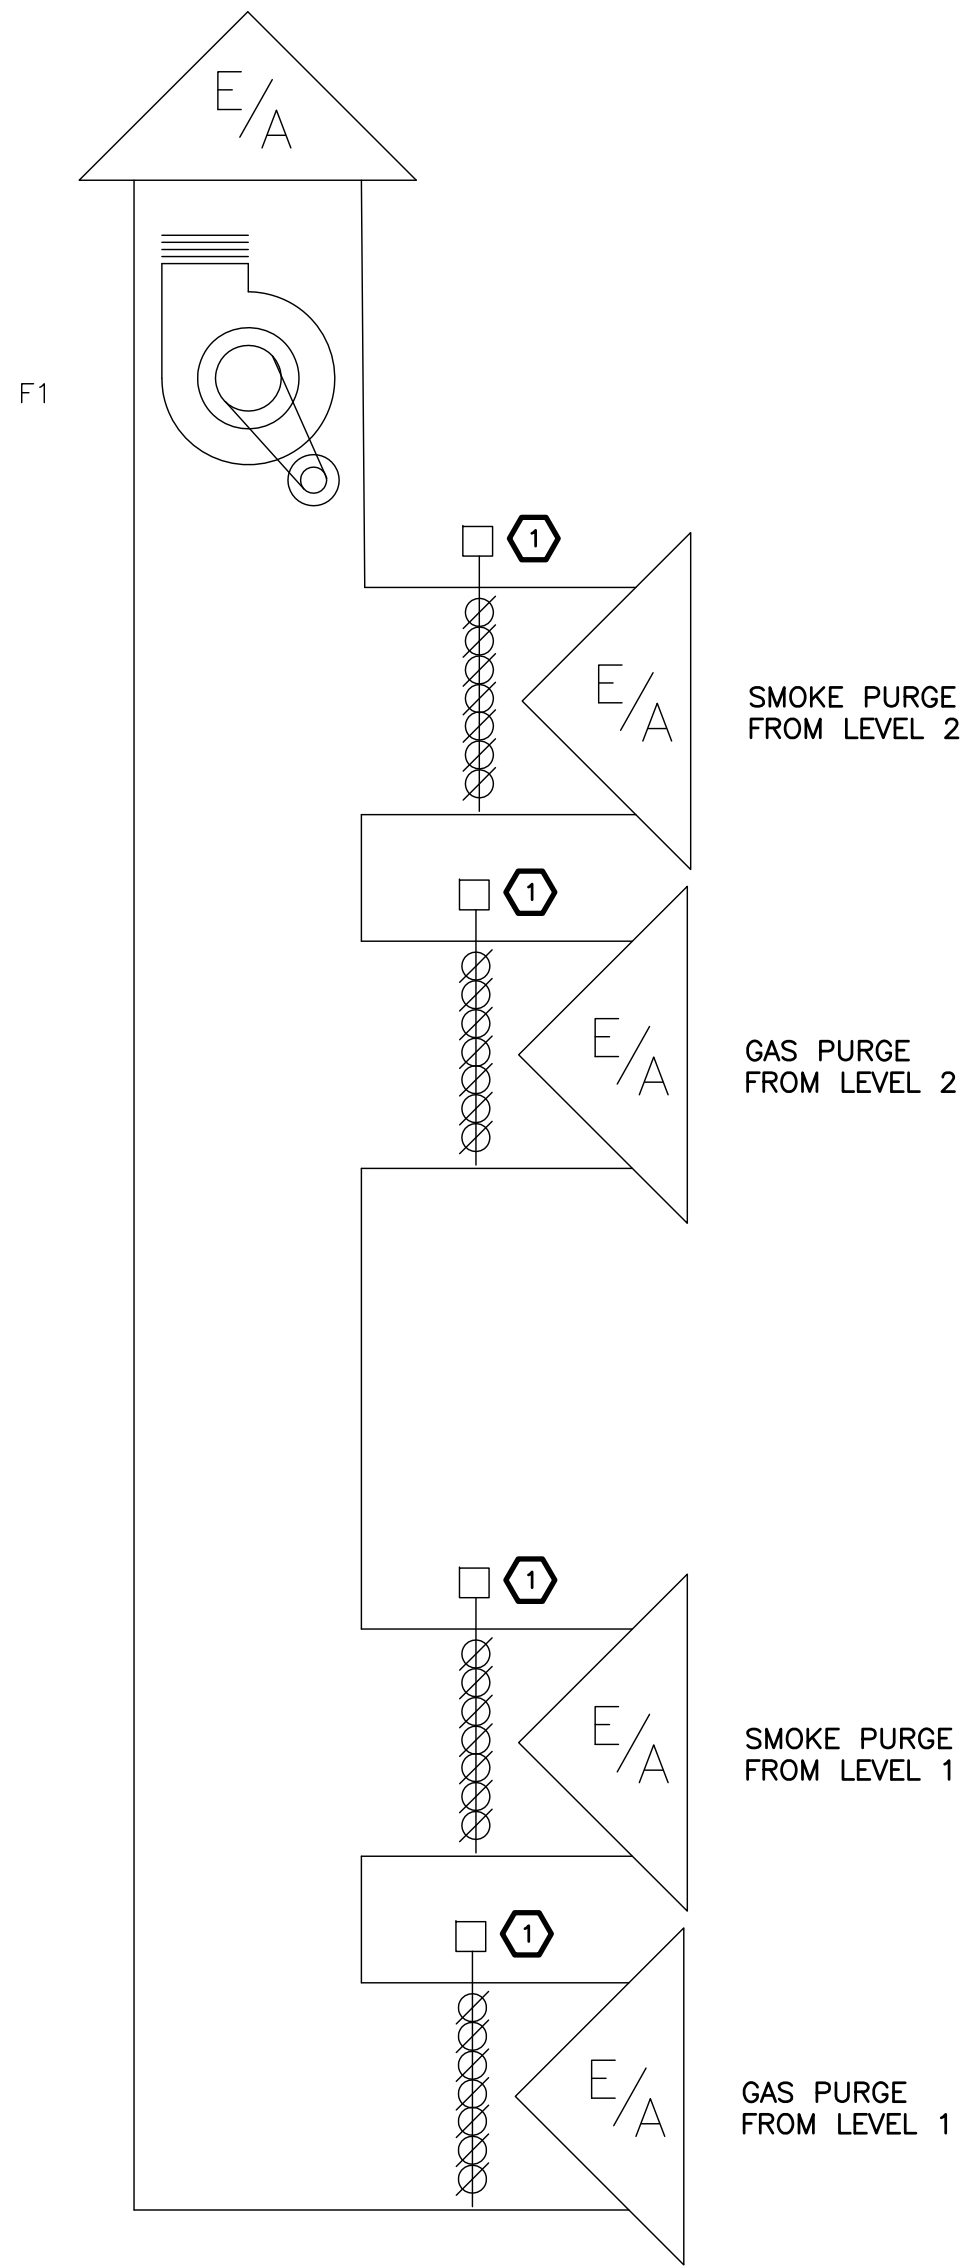 E/A
F1
1
E/A
SMOKE PURGE
FROM LEVEL 2
1
E/A
GAS PURGE
FROM LEVEL 2
1
E/A
SMOKE PURGE
FROM LEVEL 1
1
E/A
GAS PURGE
FROM LEVEL 1